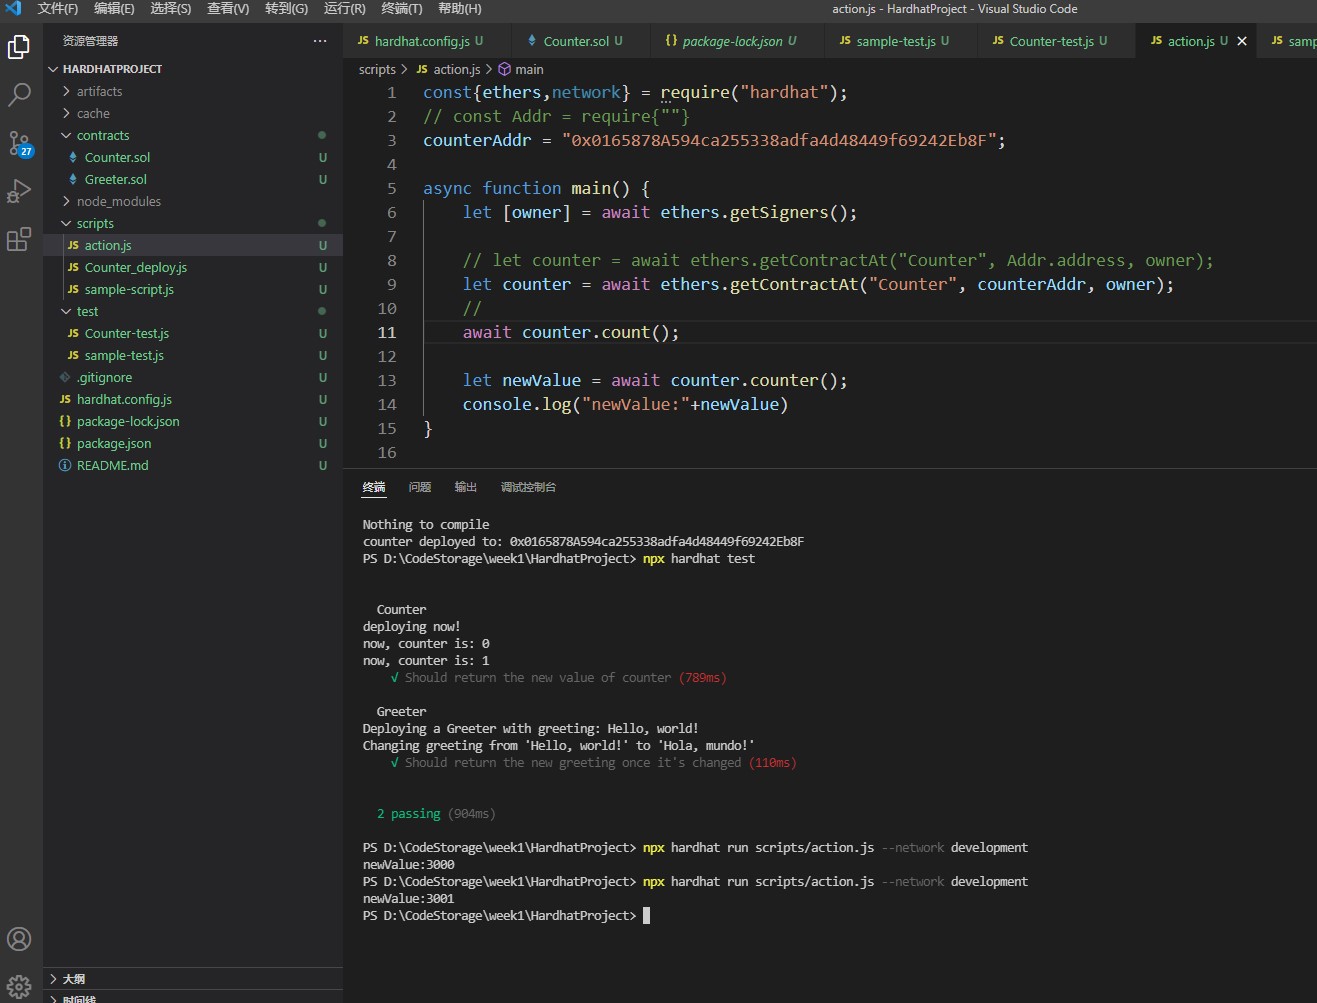 文件(F) 编辑(E) 选择(S) 查看(V) 转到(G) 运行(R) 终端(T) 帮助(H) action.js - HardhatProject - Visual Studio Code
资源管理器 ···
HARDHATPROJECT
artifacts
cache
contracts
Counter.sol U
Greeter.sol U
node_modules
scripts
JS action.js U
JS Counter_deploy.js U
JS sample-script.js U
test
JS Counter-test.js U
JS sample-test.js U
.gitignore U
JS hardhat.config.js U
{} package-lock.json U
{} package.json U
README.md U
27
大纲
时间线
JS hardhat.config.js U Counter.sol U {} package-lock.json U JS sample-test.js U JS Counter-test.js U JS action.js U JS samp
scripts > JS action.js > main
1 const{ethers,network} = require("hardhat");
2 // const Addr = require{""}
3 counterAddr = "0x0165878A594ca255338adfa4d48449f69242Eb8F";
4
5 async function main() {
6 let [owner] = await ethers.getSigners();
7
8 // let counter = await ethers.getContractAt("Counter", Addr.address, owner);
9 let counter = await ethers.getContractAt("Counter", counterAddr, owner);
10 //
11 await counter.count();
12
13 let newValue = await counter.counter();
14 console.log("newValue:"+newValue)
15 }
16
终端 问题 输出 调试控制台
Nothing to compile
counter deployed to: 0x0165878A594ca255338adfa4d48449f69242Eb8F
PS D:\CodeStorage\week1\HardhatProject> npx hardhat test
Counter
deploying now!
now, counter is: 0
now, counter is: 1
√ Should return the new value of counter (789ms)
Greeter
Deploying a Greeter with greeting: Hello, world!
Changing greeting from 'Hello, world!' to 'Hola, mundo!'
√ Should return the new greeting once it's changed (110ms)
2 passing (904ms)
PS D:\CodeStorage\week1\HardhatProject> npx hardhat run scripts/action.js --network development
newValue:3000
PS D:\CodeStorage\week1\HardhatProject> npx hardhat run scripts/action.js --network development
newValue:3001
PS D:\CodeStorage\week1\HardhatProject>